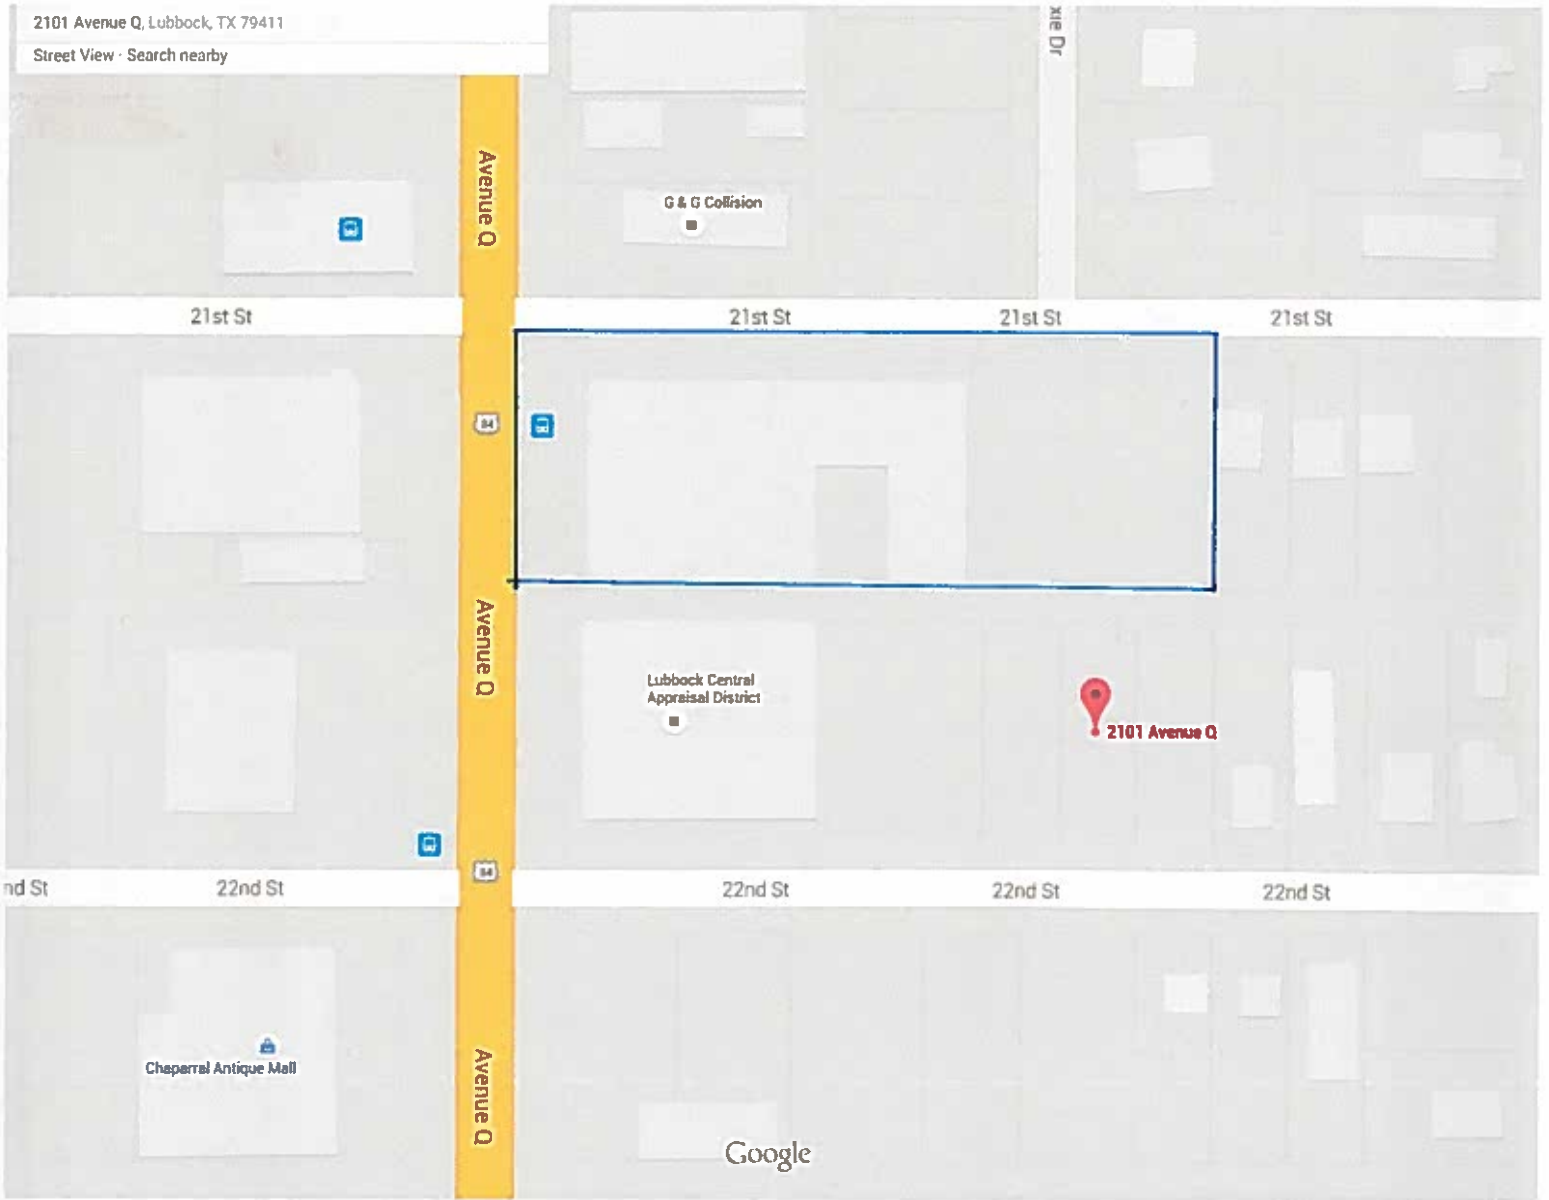 2101 Avenue Q, Lubbock, TX 79411
Street View · Search nearby
xie Dr
Avenue Q
G & G Collision
21st St
21st St
21st St
21st St
84
Avenue Q
Lubbock Central
Appraisal District
2101 Avenue Q
84
nd St
22nd St
22nd St
22nd St
22nd St
Chaparral Antique Mall
Avenue Q
Google